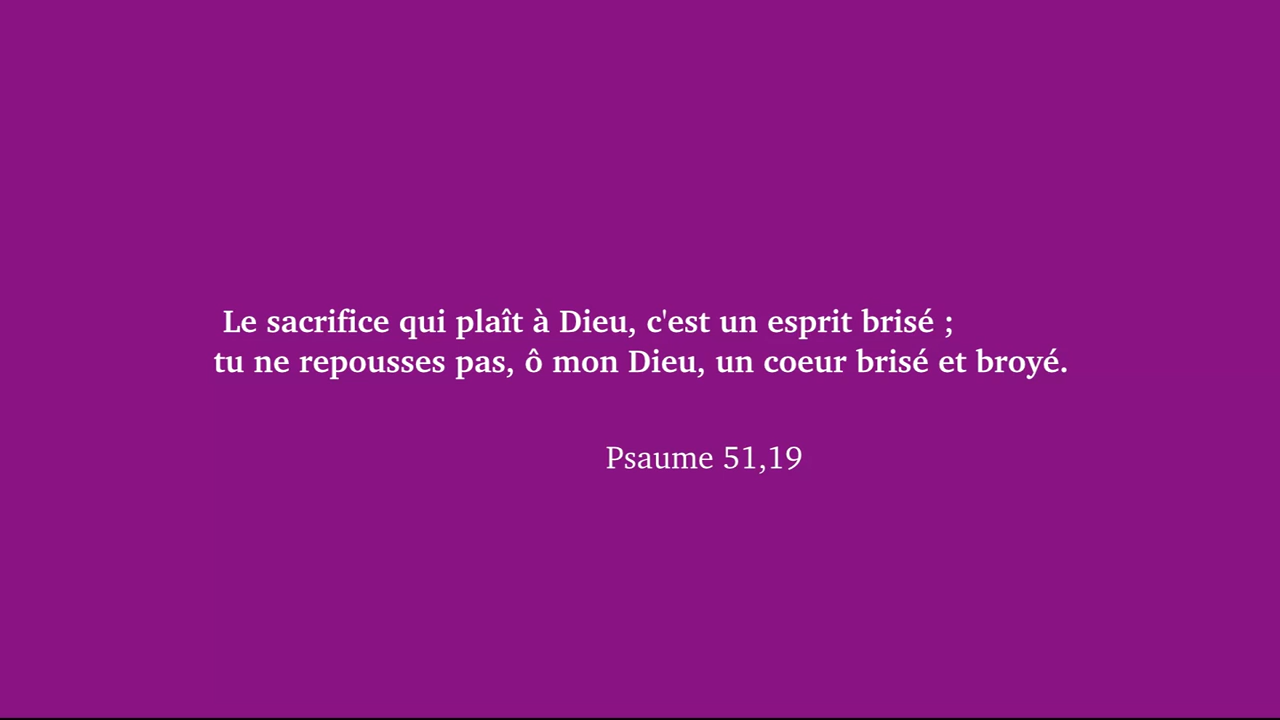 Le sacrifice qui plaît à Dieu, c'est un esprit brisé ;
tu ne repousses pas, ô mon Dieu, un coeur brisé et broyé.
Psaume 51,19